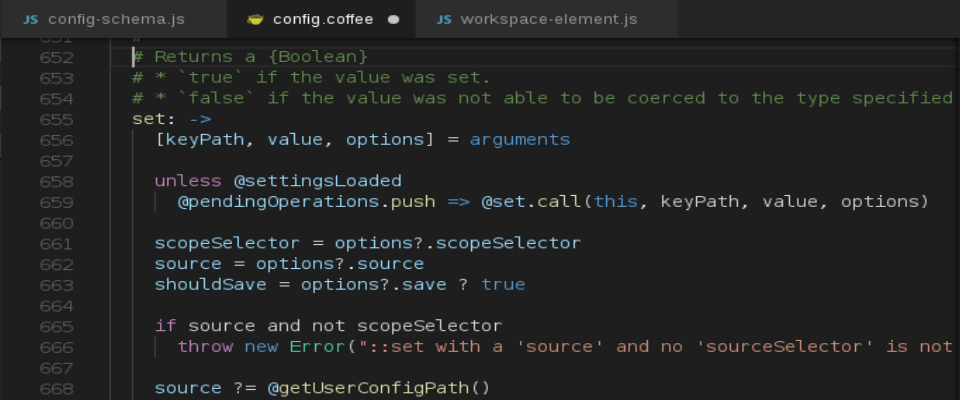 config-schema.js config.coffee workspace-element.js
651 #
652 # Returns a {Boolean}
653 # * `true` if the value was set.
654 # * `false` if the value was not able to be coerced to the type specified
655 set: ->
656 [keyPath, value, options] = arguments
657
658 unless @settingsLoaded
659 @pendingOperations.push => @set.call(this, keyPath, value, options)
660
661 scopeSelector = options?.scopeSelector
662 source = options?.source
663 shouldSave = options?.save ? true
664
665 if source and not scopeSelector
666 throw new Error("::set with a 'source' and no 'sourceSelector' is not
667
668 source ?= @getUserConfigPath()